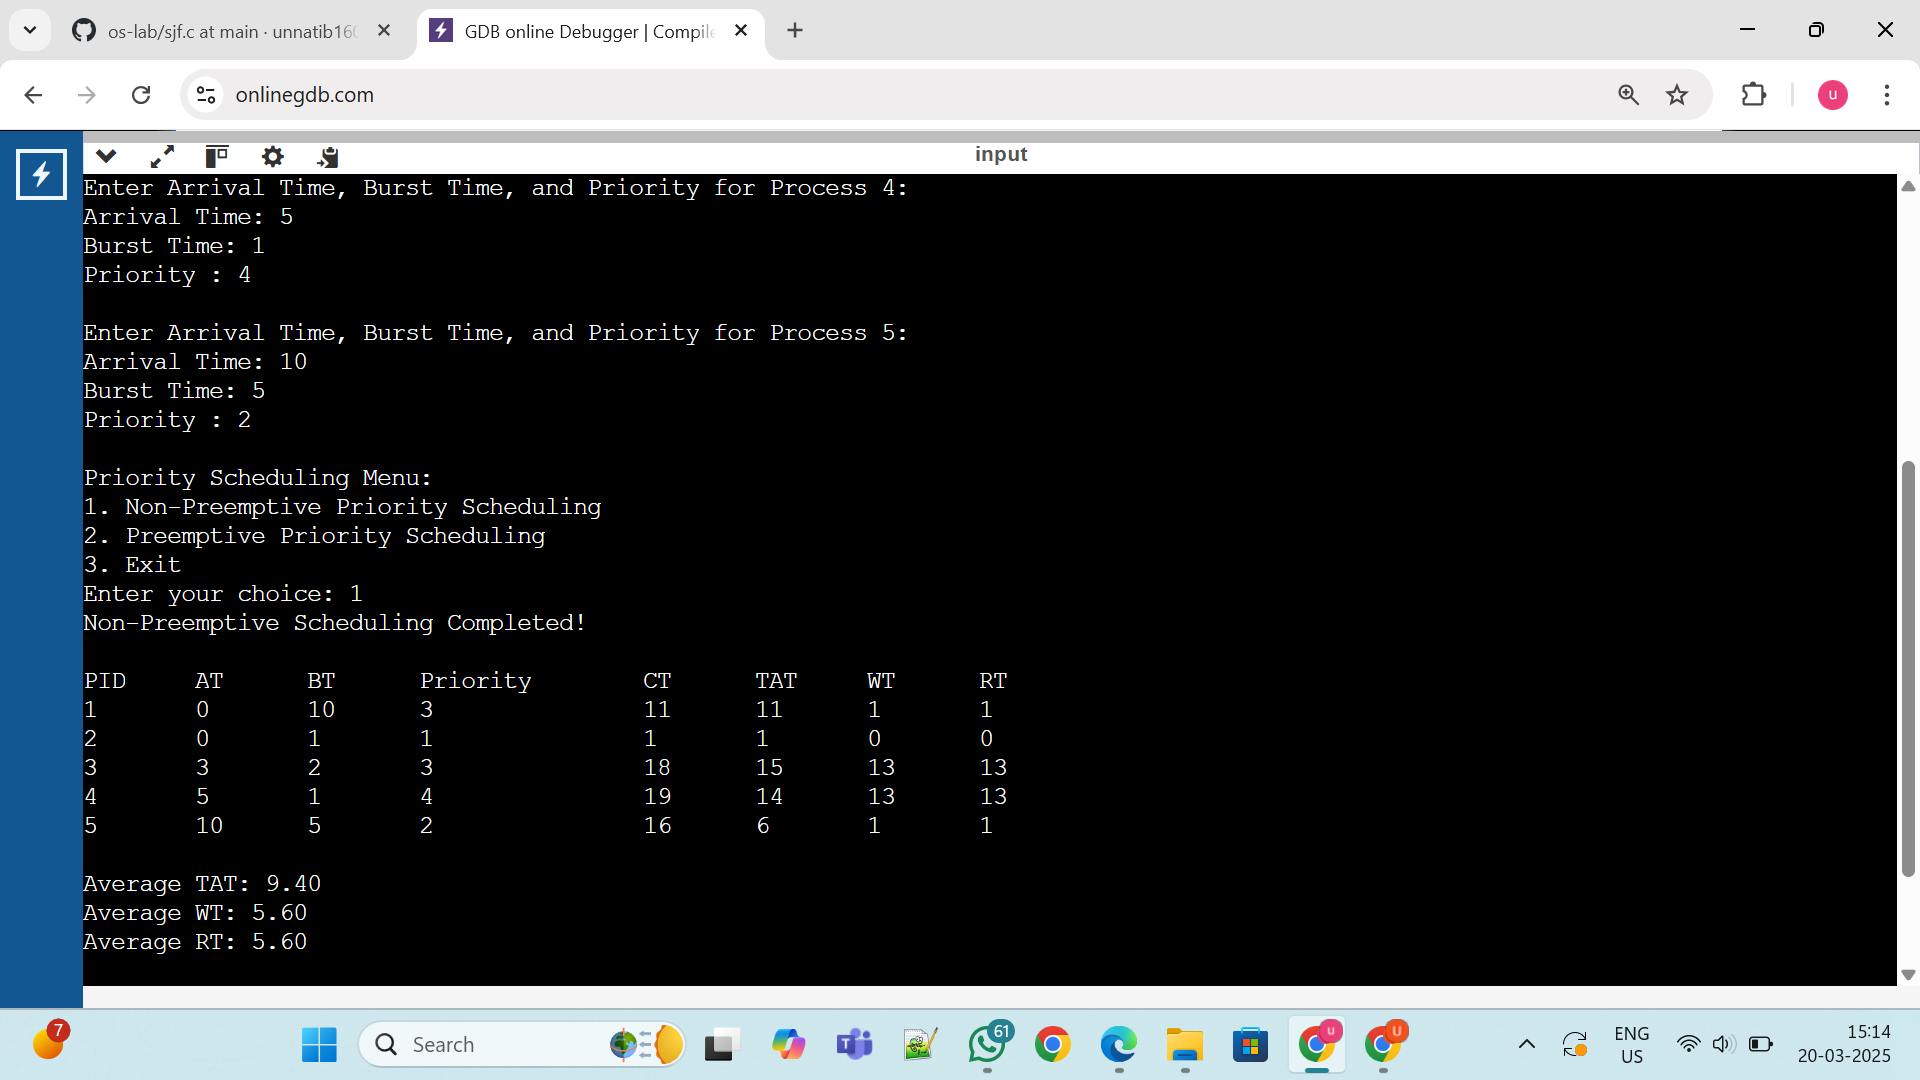 os-lab/sjf.c at main · unnatib160
GDB online Debugger | Compile
onlinegdb.com
u
input
Enter Arrival Time, Burst Time, and Priority for Process 4:
Arrival Time: 5
Burst Time: 1
Priority : 4
Enter Arrival Time, Burst Time, and Priority for Process 5:
Arrival Time: 10
Burst Time: 5
Priority : 2
Priority Scheduling Menu:
1. Non-Preemptive Priority Scheduling
2. Preemptive Priority Scheduling
3. Exit
Enter your choice: 1
Non-Preemptive Scheduling Completed!
PID AT BT Priority CT TAT WT RT
1 0 10 3 11 11 1 1
2 0 1 1 1 1 0 0
3 3 2 3 18 15 13 13
4 5 1 4 19 14 13 13
5 10 5 2 16 6 1 1
Average TAT: 9.40
Average WT: 5.60
Average RT: 5.60
7
Search
T
61
u
U
ENG
US
15:14
20-03-2025